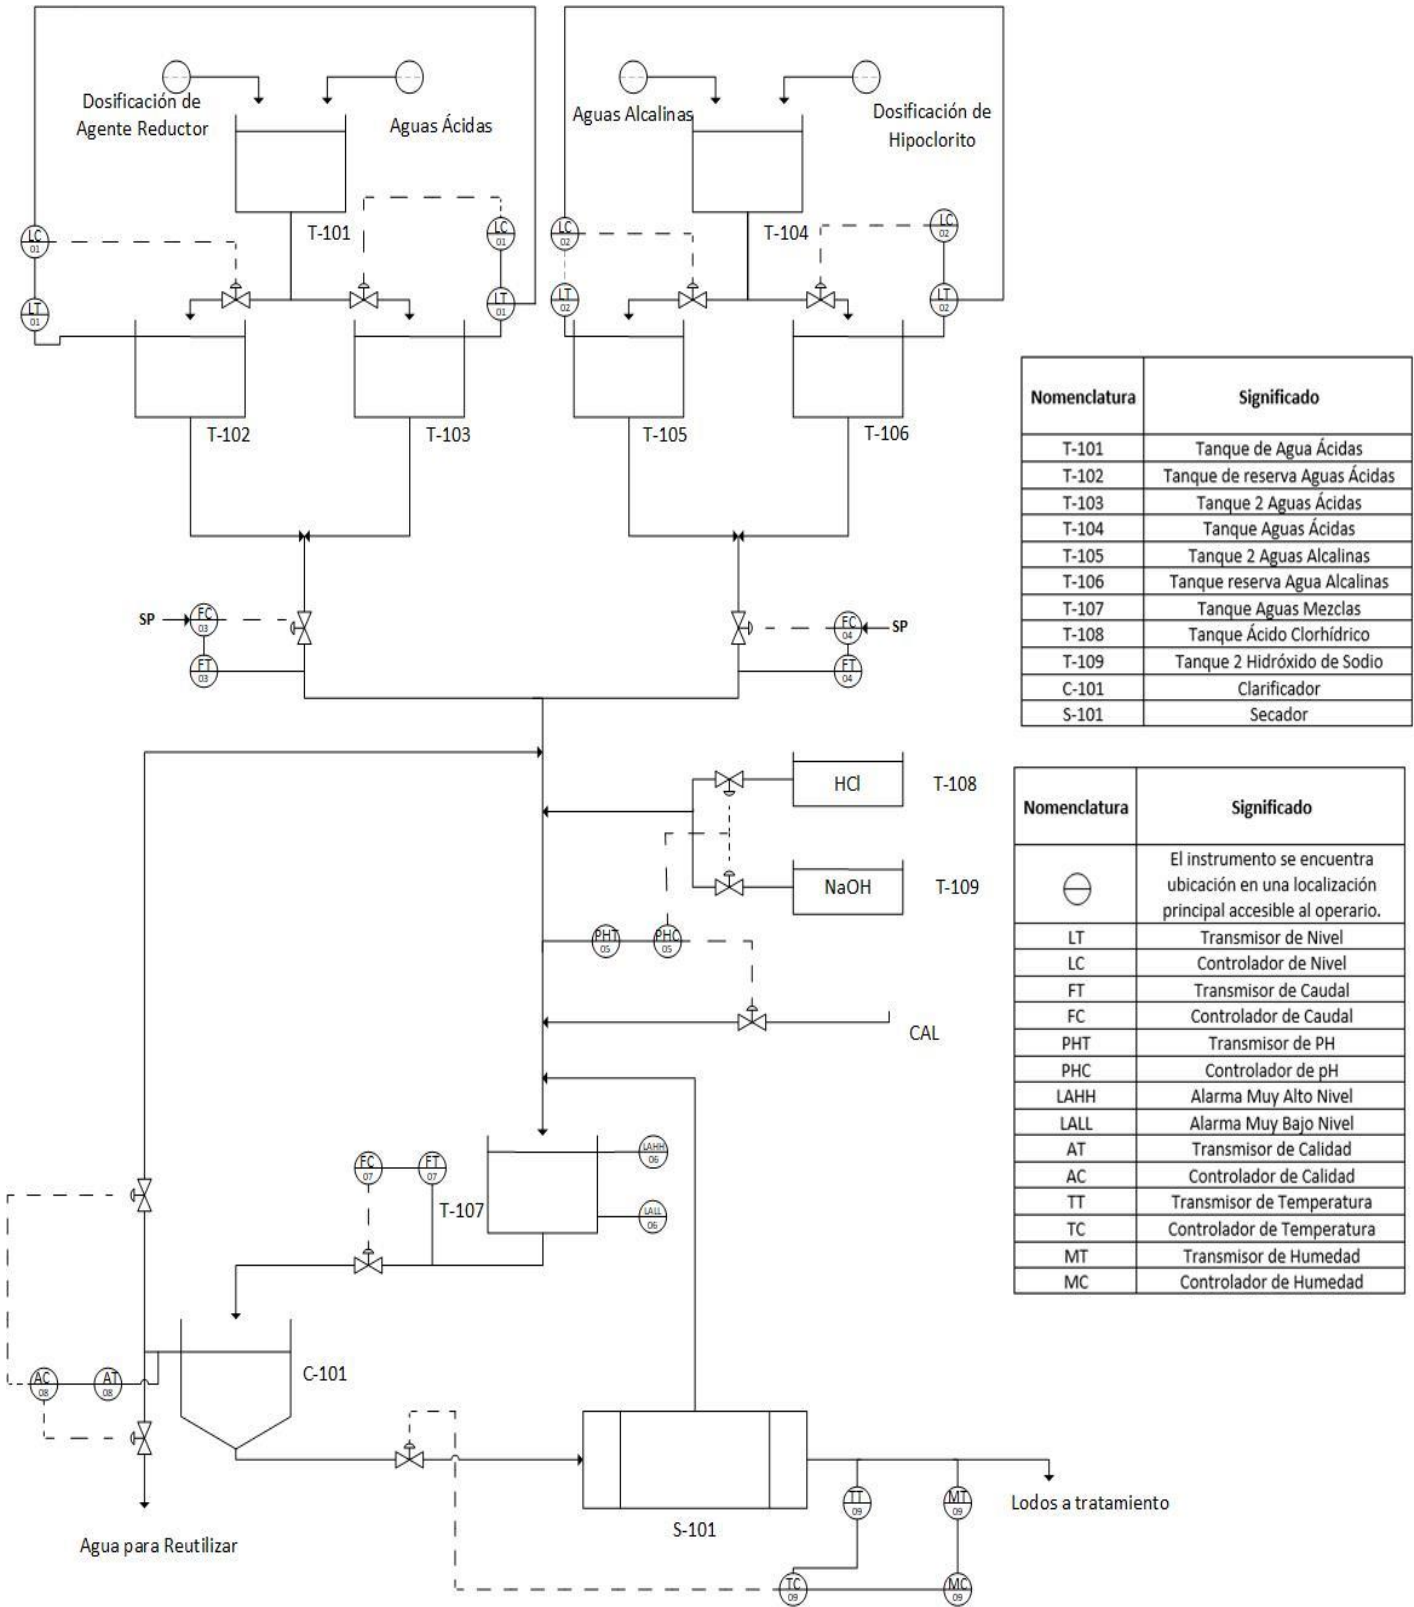 Dosificación de
Agente Reductor
Aguas Ácidas
Aguas Alcalinas
Dosificación de
Hipoclorito
LC
01
LC
01
LC
02
LC
02
T-101
T-104
LT
01
LT
01
LT
02
LT
02
T-102
T-103
T-105
T-106
SP
FC
03
FC
04
SP
FT
03
FT
04
HCl
T-108
NaOH
T-109
PHT
05
PHC
05
CAL
FC
07
FT
07
LAHH
06
T-107
LALL
06
AC
08
AT
08
C-101
S-101
TT
09
MT
09
Lodos a tratamiento
Agua para Reutilizar
TC
09
MC
09
Nomenclatura Significado
T-101 Tanque de Agua Ácidas
T-102 Tanque de reserva Aguas Ácidas
T-103 Tanque 2 Aguas Ácidas
T-104 Tanque Aguas Ácidas
T-105 Tanque 2 Aguas Alcalinas
T-106 Tanque reserva Agua Alcalinas
T-107 Tanque Aguas Mezclas
T-108 Tanque Ácido Clorhídrico
T-109 Tanque 2 Hidróxido de Sodio
C-101 Clarificador
S-101 Secador
Nomenclatura Significado
El instrumento se encuentra
ubicación en una localización
principal accesible al operario.
LT Transmisor de Nivel
LC Controlador de Nivel
FT Transmisor de Caudal
FC Controlador de Caudal
PHT Transmisor de PH
PHC Controlador de pH
LAHH Alarma Muy Alto Nivel
LALL Alarma Muy Bajo Nivel
AT Transmisor de Calidad
AC Controlador de Calidad
TT Transmisor de Temperatura
TC Controlador de Temperatura
MT Transmisor de Humedad
MC Controlador de Humedad